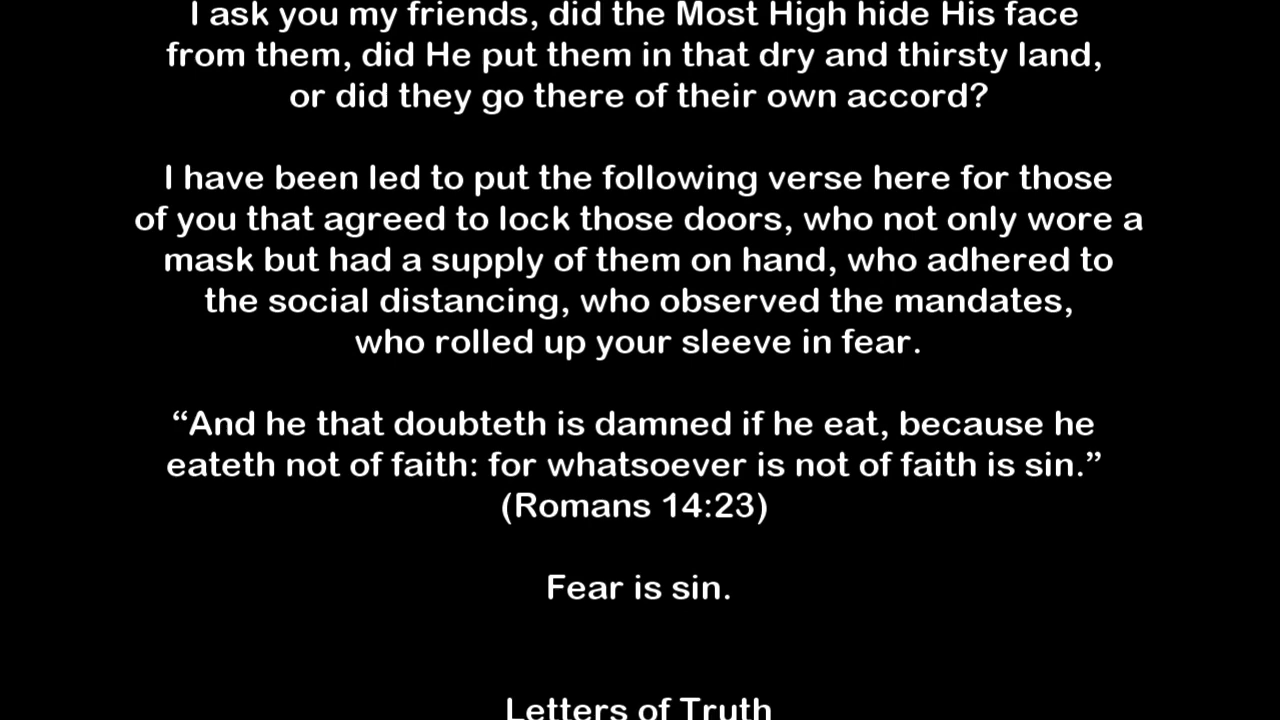 I ask you my friends, did the Most High hide His face
from them, did He put them in that dry and thirsty land,
or did they go there of their own accord?
I have been led to put the following verse here for those
of you that agreed to lock those doors, who not only wore a
mask but had a supply of them on hand, who adhered to
the social distancing, who observed the mandates,
who rolled up your sleeve in fear.
“And he that doubteth is damned if he eat, because he
eateth not of faith: for whatsoever is not of faith is sin.”
(Romans 14:23)
Fear is sin.
Letters of Truth